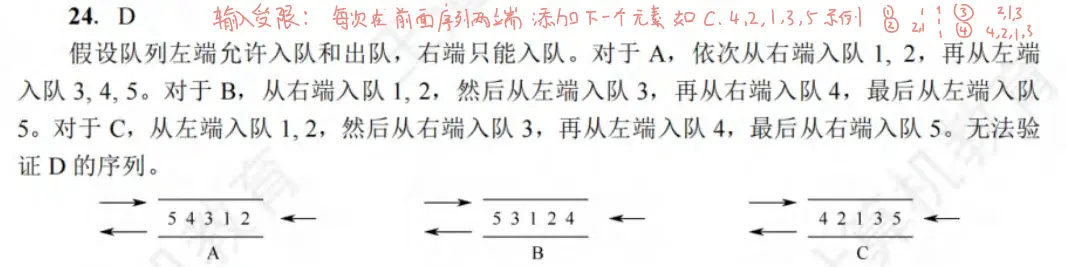 24. D
输入受限：每次在前面序列两端添加下一个元素 如 C. 4,2,1,3,5 示例 ① 1 ③ 2,1,3
② 2,1 ④ 4,2,1,3
假设队列左端允许入队和出队，右端只能入队。对于 A，依次从右端入队 1, 2，再从左端
入队 3, 4, 5。对于 B，从右端入队 1, 2，然后从左端入队 3，再从右端入队 4，最后从左端入队
5。对于 C，从左端入队 1, 2，然后从右端入队 3，再从左端入队 4，最后从右端入队 5。无法验
证 D 的序列。
5 4 3 1 2 5 3 1 2 4 4 2 1 3 5
A B C